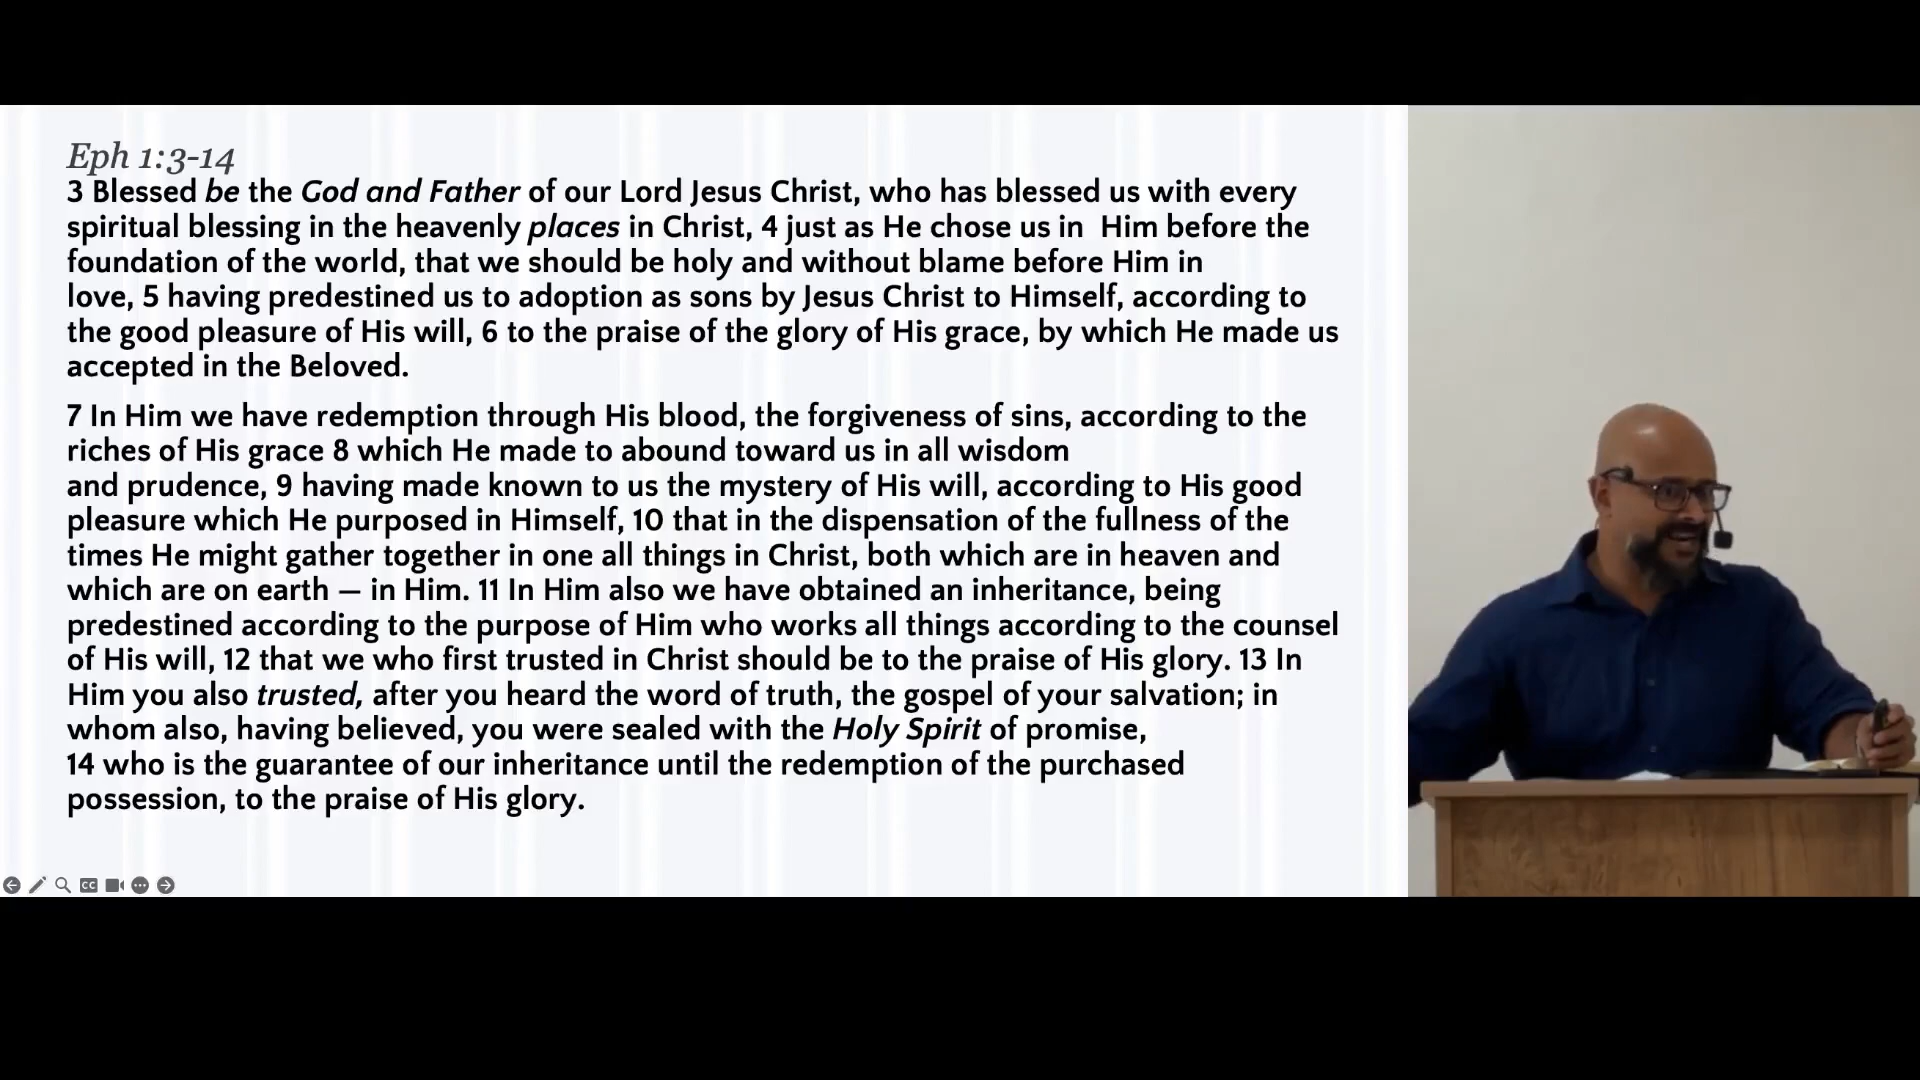 Eph 1:3-14
3 Blessed be the God and Father of our Lord Jesus Christ, who has blessed us with every
spiritual blessing in the heavenly places in Christ, 4 just as He chose us in  Him before the
foundation of the world, that we should be holy and without blame before Him in
love, 5 having predestined us to adoption as sons by Jesus Christ to Himself, according to
the good pleasure of His will, 6 to the praise of the glory of His grace, by which He made us
accepted in the Beloved.
7 In Him we have redemption through His blood, the forgiveness of sins, according to the
riches of His grace 8 which He made to abound toward us in all wisdom
and prudence, 9 having made known to us the mystery of His will, according to His good
pleasure which He purposed in Himself, 10 that in the dispensation of the fullness of the
times He might gather together in one all things in Christ, both which are in heaven and
which are on earth — in Him. 11 In Him also we have obtained an inheritance, being
predestined according to the purpose of Him who works all things according to the counsel
of His will, 12 that we who first trusted in Christ should be to the praise of His glory. 13 In
Him you also trusted, after you heard the word of truth, the gospel of your salvation; in
whom also, having believed, you were sealed with the Holy Spirit of promise,
14 who is the guarantee of our inheritance until the redemption of the purchased
possession, to the praise of His glory.
CC